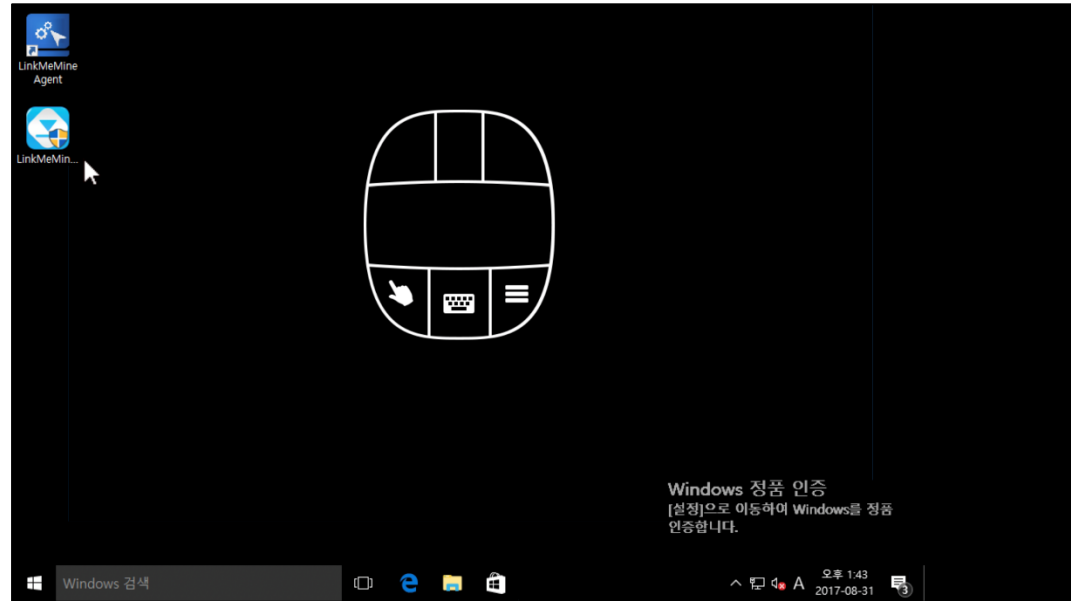 LinkMeMine
Agent
LinkMeMin...
Windows 정품 인증
[설정]으로 이동하여 Windows를 정품
인증합니다.
Windows 검색
A
오후 1:43
2017-08-31
3